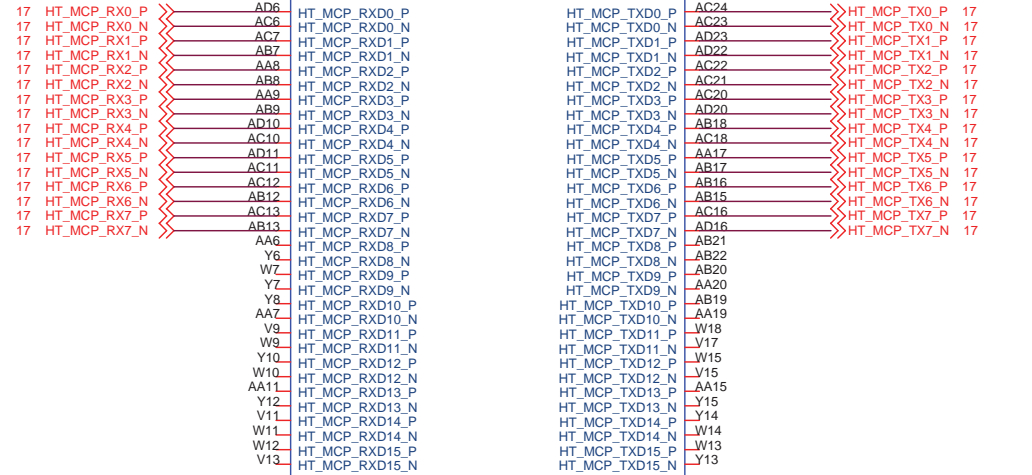 17 HT_MCP_RX0_P AD6 HT_MCP_RXD0_P HT_MCP_TXD0_P AC24 HT_MCP_TX0_P 17
17 HT_MCP_RX0_N AC6 HT_MCP_RXD0_N HT_MCP_TXD0_N AC23 HT_MCP_TX0_N 17
17 HT_MCP_RX1_P AC7 HT_MCP_RXD1_P HT_MCP_TXD1_P AD23 HT_MCP_TX1_P 17
17 HT_MCP_RX1_N AB7 HT_MCP_RXD1_N HT_MCP_TXD1_N AD22 HT_MCP_TX1_N 17
17 HT_MCP_RX2_P AA8 HT_MCP_RXD2_P HT_MCP_TXD2_P AC22 HT_MCP_TX2_P 17
17 HT_MCP_RX2_N AB8 HT_MCP_RXD2_N HT_MCP_TXD2_N AC21 HT_MCP_TX2_N 17
17 HT_MCP_RX3_P AA9 HT_MCP_RXD3_P HT_MCP_TXD3_P AC20 HT_MCP_TX3_P 17
17 HT_MCP_RX3_N AB9 HT_MCP_RXD3_N HT_MCP_TXD3_N AD20 HT_MCP_TX3_N 17
17 HT_MCP_RX4_P AD10 HT_MCP_RXD4_P HT_MCP_TXD4_P AB18 HT_MCP_TX4_P 17
17 HT_MCP_RX4_N AC10 HT_MCP_RXD4_N HT_MCP_TXD4_N AC18 HT_MCP_TX4_N 17
17 HT_MCP_RX5_P AD11 HT_MCP_RXD5_P HT_MCP_TXD5_P AA17 HT_MCP_TX5_P 17
17 HT_MCP_RX5_N AC11 HT_MCP_RXD5_N HT_MCP_TXD5_N AB17 HT_MCP_TX5_N 17
17 HT_MCP_RX6_P AC12 HT_MCP_RXD6_P HT_MCP_TXD6_P AB16 HT_MCP_TX6_P 17
17 HT_MCP_RX6_N AB12 HT_MCP_RXD6_N HT_MCP_TXD6_N AB15 HT_MCP_TX6_N 17
17 HT_MCP_RX7_P AC13 HT_MCP_RXD7_P HT_MCP_TXD7_P AC16 HT_MCP_TX7_P 17
17 HT_MCP_RX7_N AB13 HT_MCP_RXD7_N HT_MCP_TXD7_N AD16 HT_MCP_TX7_N 17
AA6 HT_MCP_RXD8_P HT_MCP_TXD8_P AB21
Y6 HT_MCP_RXD8_N HT_MCP_TXD8_N AB22
W7 HT_MCP_RXD9_P HT_MCP_TXD9_P AB20
Y7 HT_MCP_RXD9_N HT_MCP_TXD9_N AA20
Y8 HT_MCP_RXD10_P HT_MCP_TXD10_P AB19
AA7 HT_MCP_RXD10_N HT_MCP_TXD10_N AA19
V9 HT_MCP_RXD11_P HT_MCP_TXD11_P W18
W9 HT_MCP_RXD11_N HT_MCP_TXD11_N V17
Y10 HT_MCP_RXD12_P HT_MCP_TXD12_P W15
W10 HT_MCP_RXD12_N HT_MCP_TXD12_N V15
AA11 HT_MCP_RXD13_P HT_MCP_TXD13_P AA15
Y12 HT_MCP_RXD13_N HT_MCP_TXD13_N Y15
V11 HT_MCP_RXD14_P HT_MCP_TXD14_P Y14
W11 HT_MCP_RXD14_N HT_MCP_TXD14_N W14
W12 HT_MCP_RXD15_P HT_MCP_TXD15_P W13
V13 HT_MCP_RXD15_N HT_MCP_TXD15_N Y13